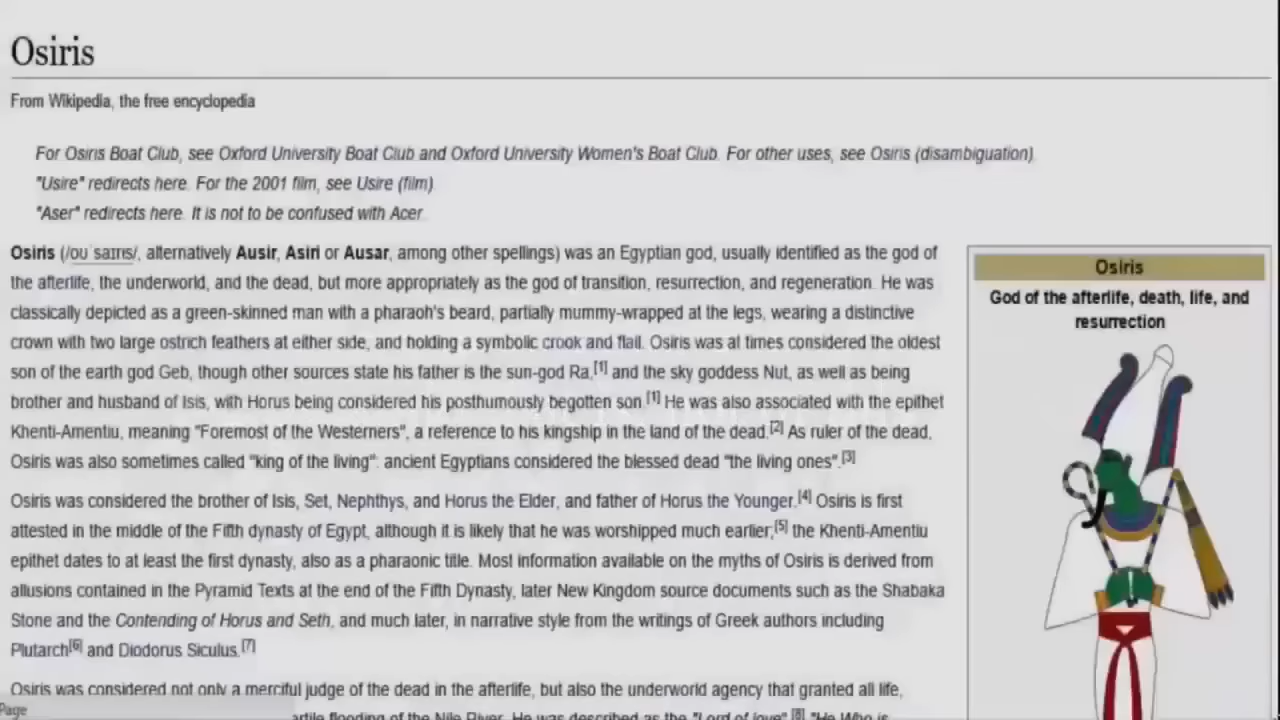 Osiris
From Wikipedia, the free encyclopedia
For Osiris Boat Club, see Oxford University Boat Club and Oxford University Women's Boat Club. For other uses, see Osiris (disambiguation).
"Usire" redirects here. For the 2001 film, see Usire (film).
"Aser" redirects here. It is not to be confused with Acer.
Osiris (/oʊˈsaɪrɪs/, alternatively Ausir, Asiri or Ausar, among other spellings) was an Egyptian god, usually identified as the god of
the afterlife, the underworld, and the dead, but more appropriately as the god of transition, resurrection, and regeneration. He was
classically depicted as a green-skinned man with a pharaoh's beard, partially mummy-wrapped at the legs, wearing a distinctive
crown with two large ostrich feathers at either side, and holding a symbolic crook and flail. Osiris was at times considered the oldest
son of the earth god Geb, though other sources state his father is the sun-god Ra,[1] and the sky goddess Nut, as well as being
brother and husband of Isis, with Horus being considered his posthumously begotten son.[1] He was also associated with the epithet
Khenti-Amentiu, meaning "Foremost of the Westerners", a reference to his kingship in the land of the dead.[2] As ruler of the dead,
Osiris was also sometimes called "king of the living": ancient Egyptians considered the blessed dead "the living ones".[3]
Osiris was considered the brother of Isis, Set, Nephthys, and Horus the Elder, and father of Horus the Younger.[4] Osiris is first
attested in the middle of the Fifth dynasty of Egypt, although it is likely that he was worshipped much earlier;[5] the Khenti-Amentiu
epithet dates to at least the first dynasty, also as a pharaonic title. Most information available on the myths of Osiris is derived from
allusions contained in the Pyramid Texts at the end of the Fifth Dynasty, later New Kingdom source documents such as the Shabaka
Stone and the Contending of Horus and Seth, and much later, in narrative style from the writings of Greek authors including
Plutarch[6] and Diodorus Siculus.[7]
Osiris was considered not only a merciful judge of the dead in the afterlife, but also the underworld agency that granted all life,
flooding of the Nile River. He was described as the "Lord of love",[8] "He Who is
Page
Osiris
God of the afterlife, death, life, and
resurrection